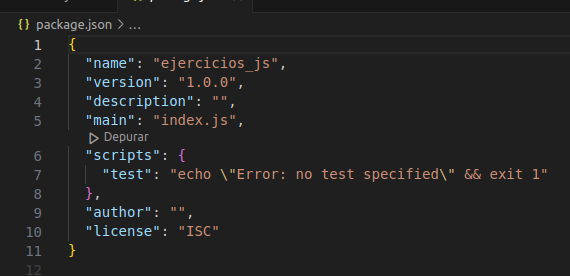 package.json > ...
1 {
2 "name": "ejercicios_js",
3 "version": "1.0.0",
4 "description": "",
5 "main": "index.js",
Depurar
6 "scripts": {
7 "test": "echo \"Error: no test specified\" && exit 1"
8 },
9 "author": "",
10 "license": "ISC"
11 }
12